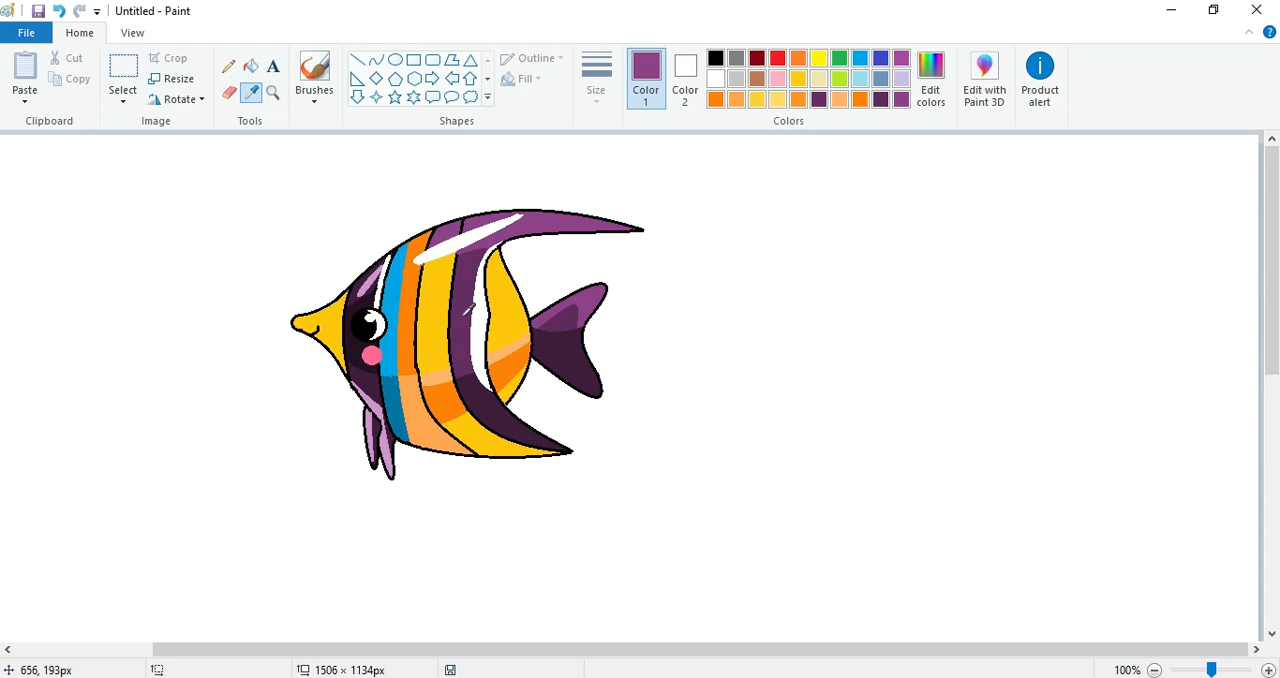 Untitled - Paint
File Home View
Paste
Cut
Copy
Clipboard
Select
Crop
Resize
Rotate
Image
A
Tools
Brushes
Outline
Fill
Shapes
Size
Color 1
Color 2
Edit colors
Colors
Edit with Paint 3D
Product alert
656, 193px
1506 × 1134px
100%